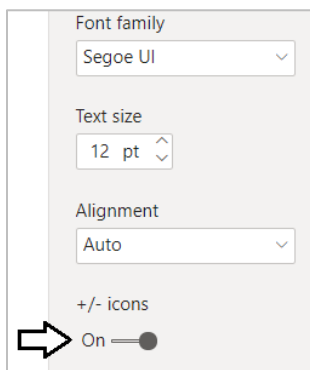 Font family
Segoe UI
Text size
12 pt
Alignment
Auto
+/- icons
On